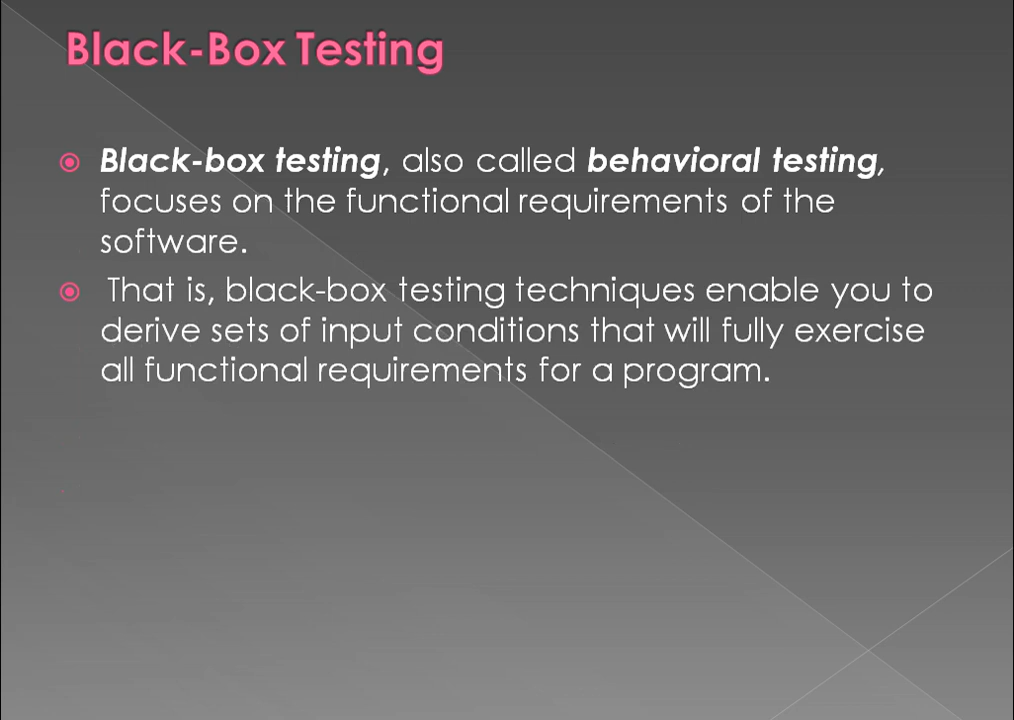 Black-Box Testing
Black-box testing, also called behavioral testing,
focuses on the functional requirements of the
software.
That is, black-box testing techniques enable you to
derive sets of input conditions that will fully exercise
all functional requirements for a program.